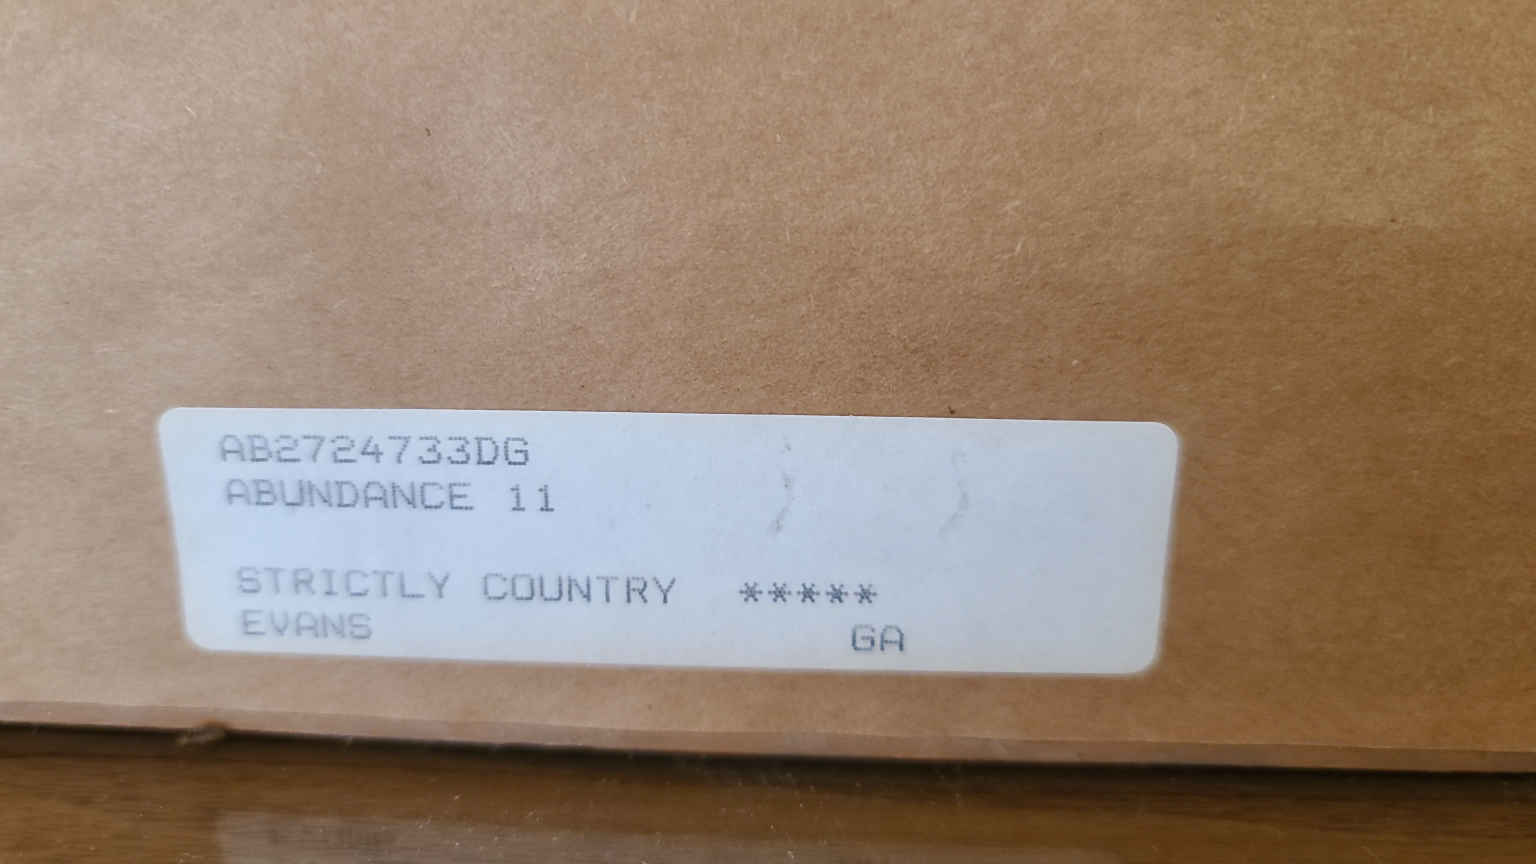 AB2724733DG
ABUNDANCE 11
STRICTLY COUNTRY *****
EVANS GA